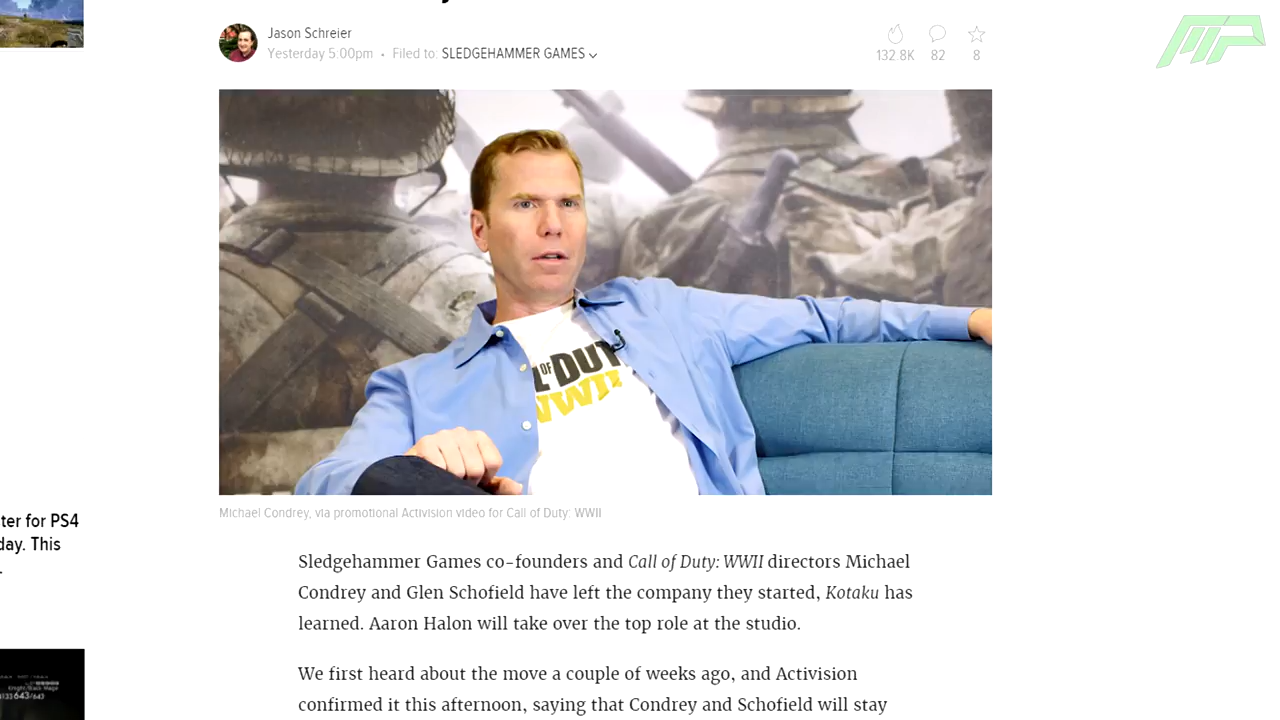 Jason Schreier
Yesterday 5:00pm • Filed to: SLEDGEHAMMER GAMES
132.8K 82 8
MP
OF DUT
WWII
ter for PS4
day. This
Michael Condrey, via promotional Activision video for Call of Duty: WWII
Sledgehammer Games co-founders and Call of Duty: WWII directors Michael
Condrey and Glen Schofield have left the company they started, Kotaku has
learned. Aaron Halon will take over the top role at the studio.
We first heard about the move a couple of weeks ago, and Activision
confirmed it this afternoon, saying that Condrey and Schofield will stay